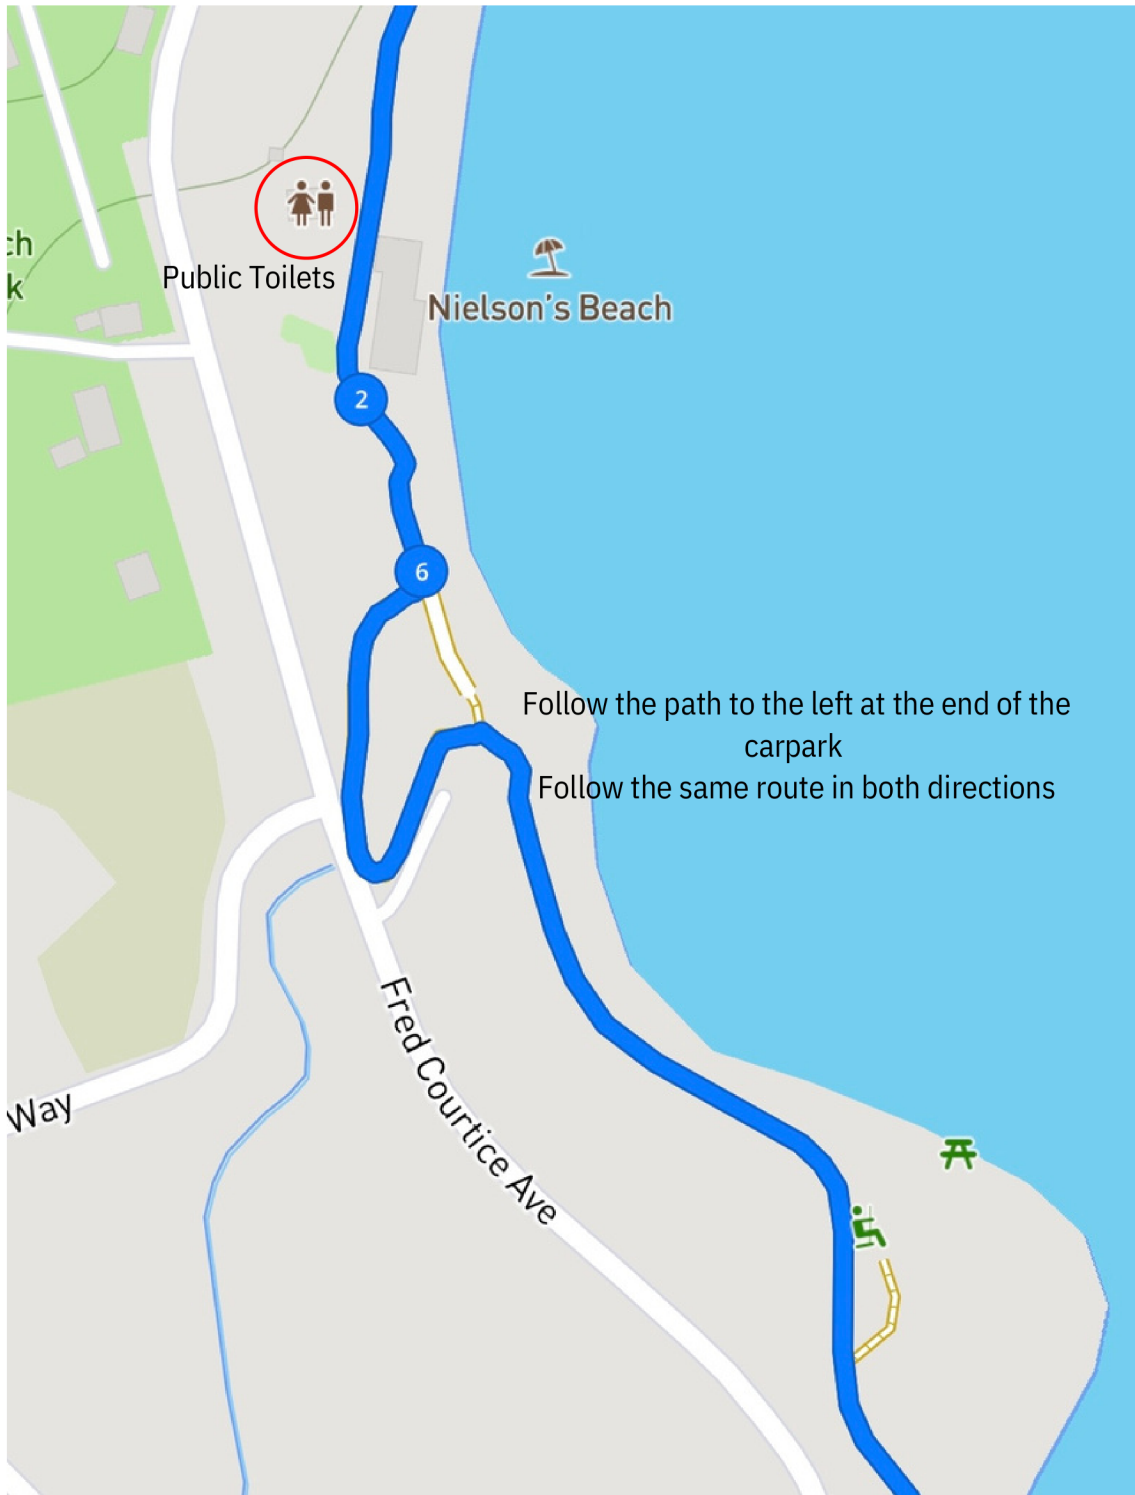 ch
k
Public Toilets
Nielson's Beach
2
6
Follow the path to the left at the end of the
carpark
Follow the same route in both directions
Fred Courtice Ave
Way